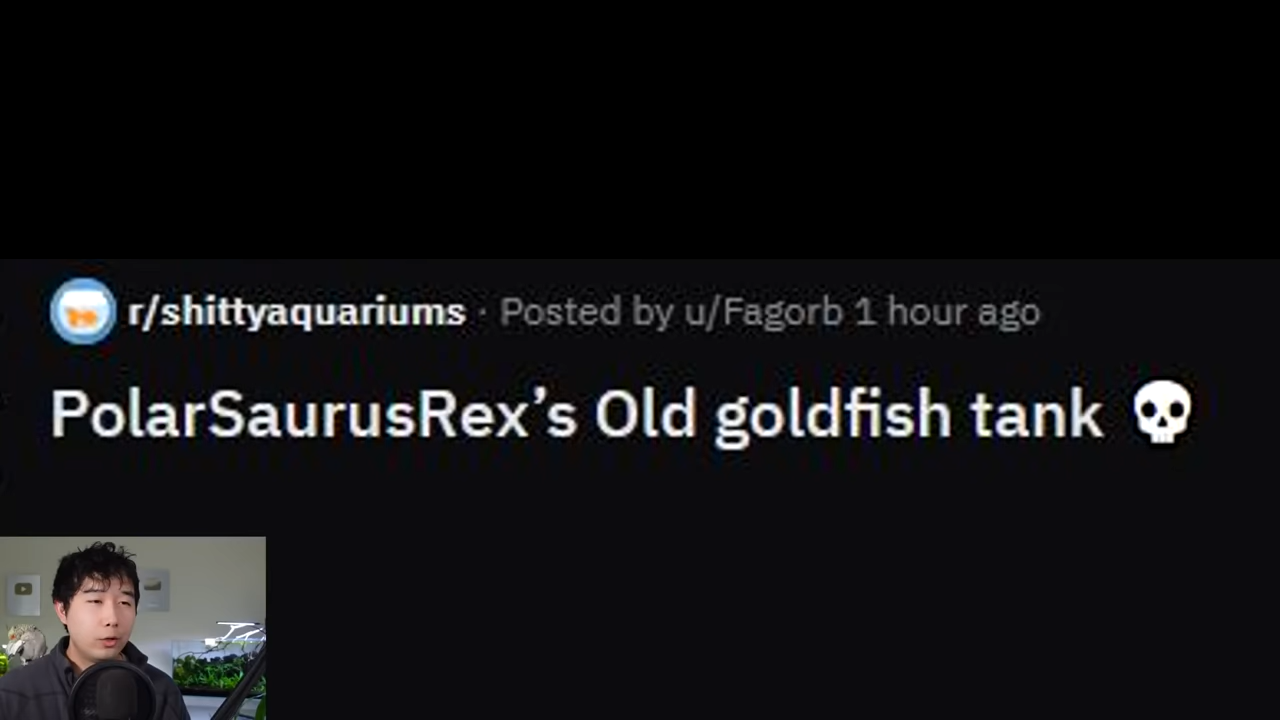 r/shittyaquariums · Posted by u/Fagorb 1 hour ago
PolarSaurusRex’s Old goldfish tank 💀